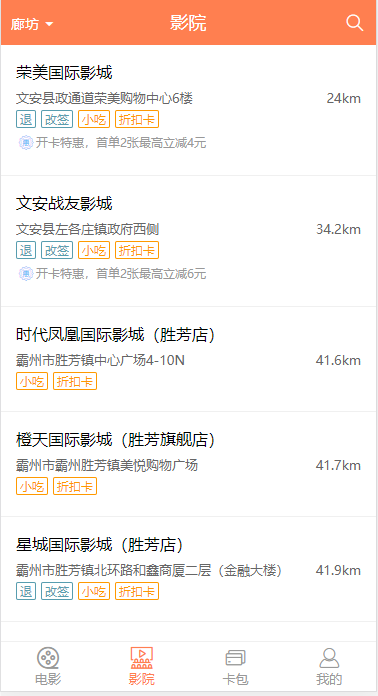 廊坊
影院
荣美国际影城
文安县政通道荣美购物中心6楼 24km
退 改签 小吃 折扣卡
开卡特惠，首单2张最高立减4元
文安战友影城
文安县左各庄镇政府西侧 34.2km
退 改签 小吃 折扣卡
开卡特惠，首单2张最高立减6元
时代凤凰国际影城（胜芳店）
霸州市胜芳镇中心广场4-10N 41.6km
小吃 折扣卡
橙天国际影城（胜芳旗舰店）
霸州市霸州胜芳镇美悦购物广场 41.7km
小吃 折扣卡
星城国际影城（胜芳店）
霸州市胜芳镇北环路和鑫商厦二层（金融大楼） 41.9km
退 改签 小吃 折扣卡
电影 影院 卡包 我的